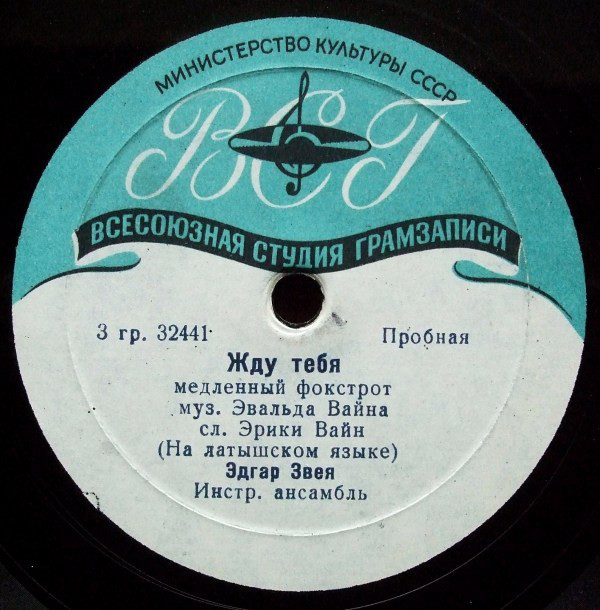 МИНИСТЕРСТВО КУЛЬТУРЫ СССР
ВСГ
ВСЕСОЮЗНАЯ СТУДИЯ ГРАМЗАПИСИ
3 гр. 32441
Пробная
Жду тебя
медленный фокстрот
муз. Эвальда Вайна
сл. Эрики Вайн
(На латышском языке)
Эдгар Звея
Инстр. ансамбль